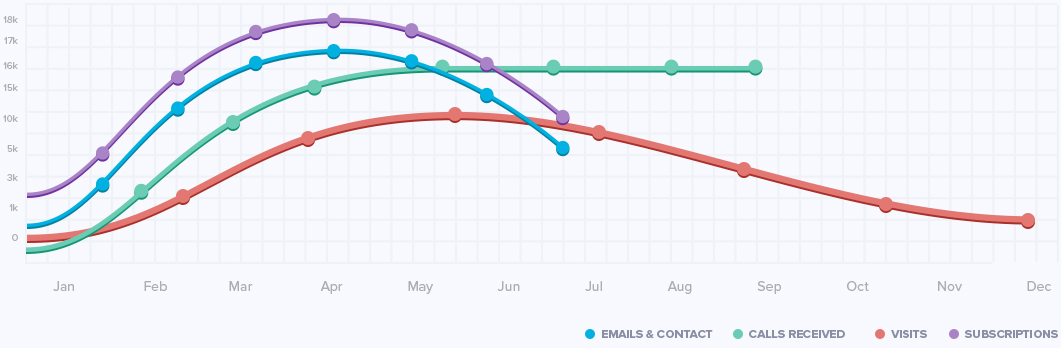 18k
17k
16k
15k
10k
5k
3k
1k
0
Jan Feb Mar Apr May Jun Jul Aug Sep Oct Nov Dec
EMAILS & CONTACT CALLS RECEIVED VISITS SUBSCRIPTIONS